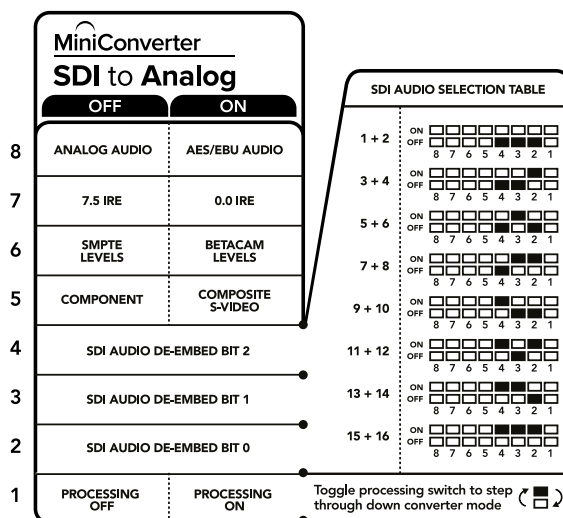 MiniConverter
SDI to Analog
OFF ON
8 ANALOG AUDIO AES/EBU AUDIO
7 7.5 IRE 0.0 IRE
6 SMPTE LEVELS BETACAM LEVELS
5 COMPONENT COMPOSITE S-VIDEO
4 SDI AUDIO DE-EMBED BIT 2
3 SDI AUDIO DE-EMBED BIT 1
2 SDI AUDIO DE-EMBED BIT 0
1 PROCESSING OFF PROCESSING ON
SDI AUDIO SELECTION TABLE
1 + 2
ON
OFF
8 7 6 5 4 3 2 1
3 + 4
ON
OFF
8 7 6 5 4 3 2 1
5 + 6
ON
OFF
8 7 6 5 4 3 2 1
7 + 8
ON
OFF
8 7 6 5 4 3 2 1
9 + 10
ON
OFF
8 7 6 5 4 3 2 1
11 + 12
ON
OFF
8 7 6 5 4 3 2 1
13 + 14
ON
OFF
8 7 6 5 4 3 2 1
15 + 16
ON
OFF
8 7 6 5 4 3 2 1
Toggle processing switch to step
through down converter mode